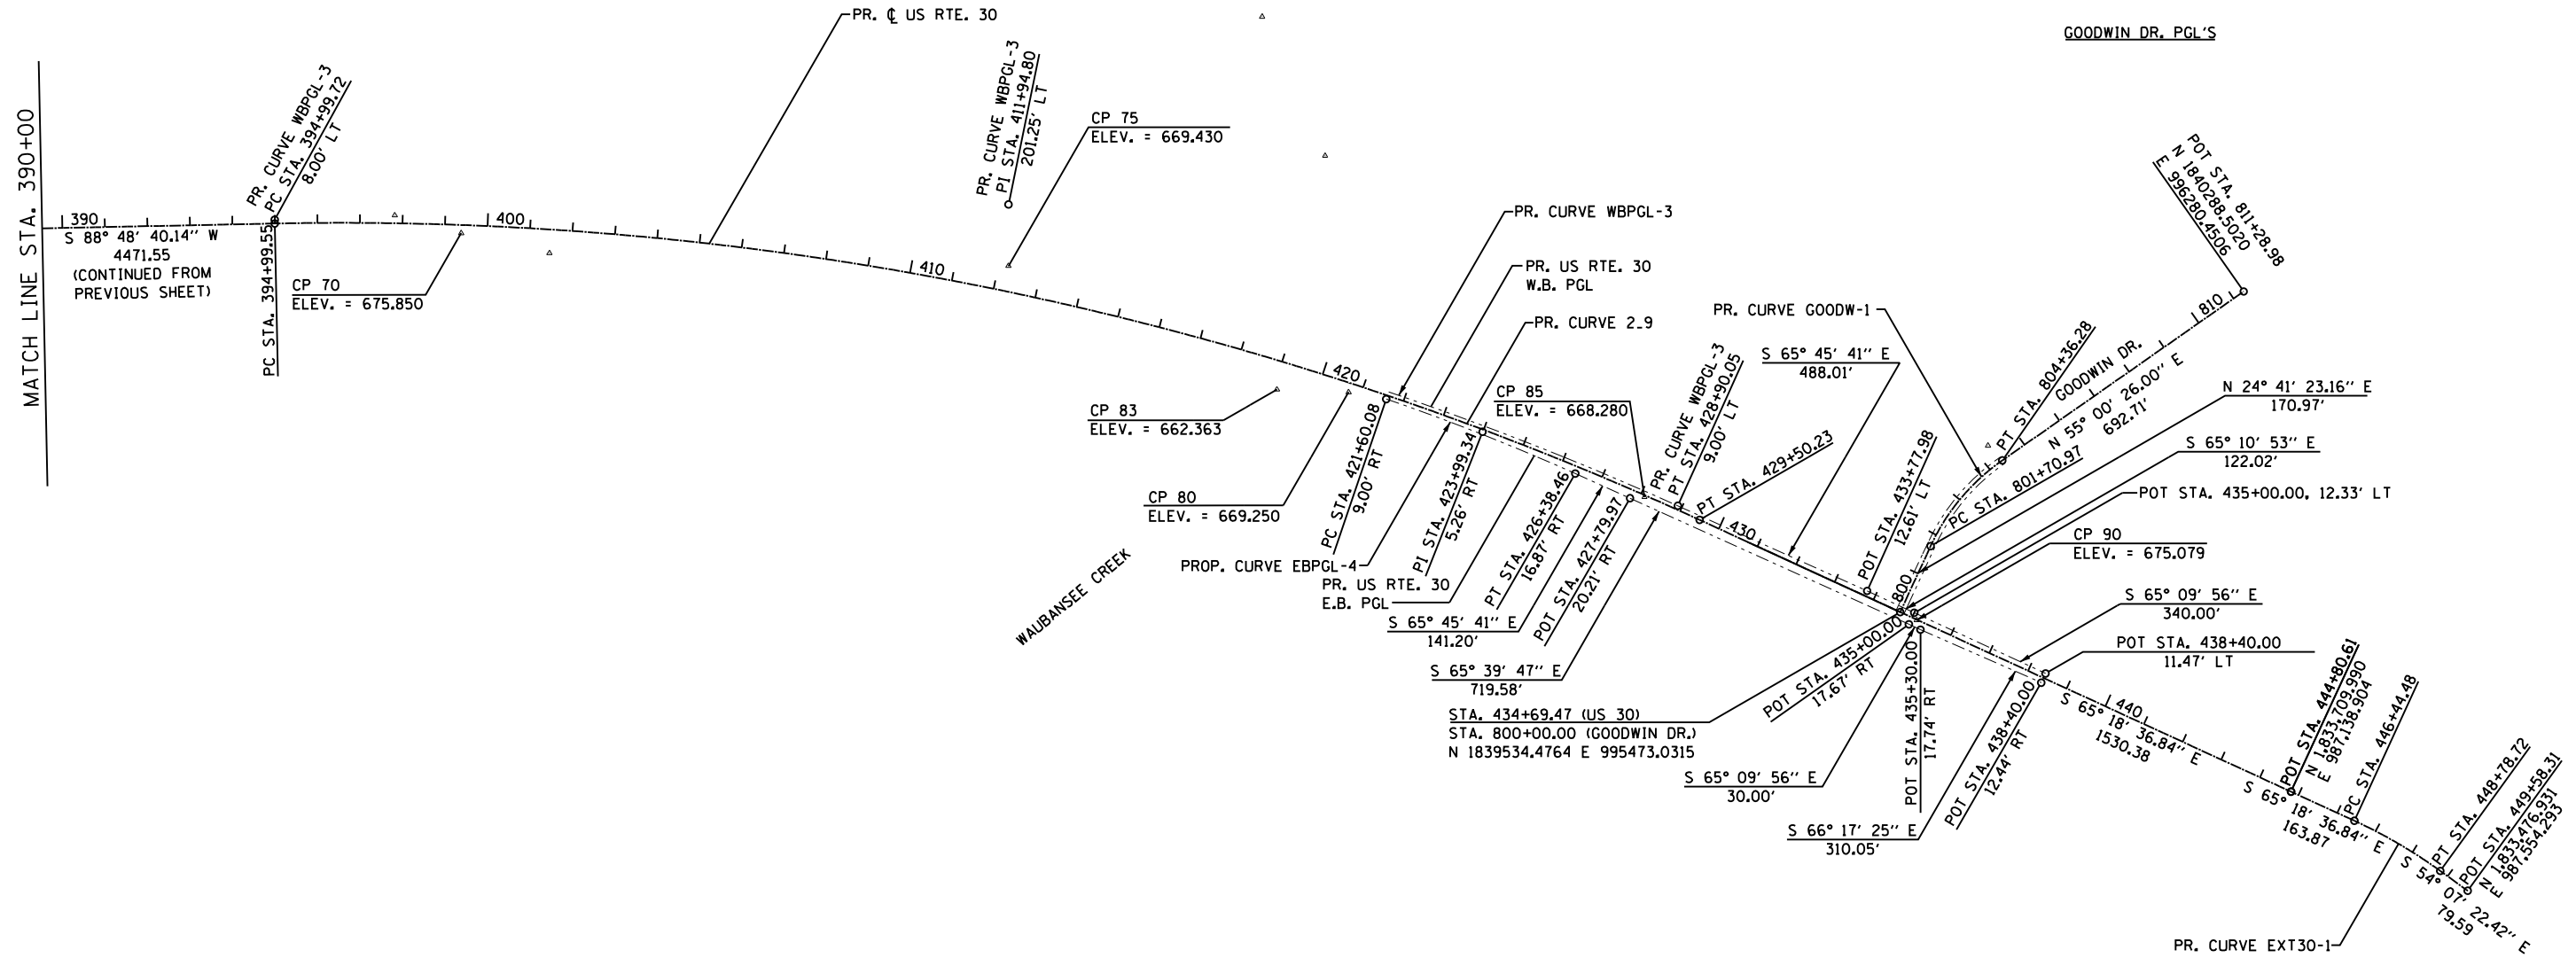 PR. ℄ US RTE. 30
GOODWIN DR. PGL'S
MATCH LINE STA. 390+00
PR. CURVE WBPGL-3
PC STA. 394+99.72
8.00' LT
PR. CURVE WBPGL-3
PI STA. 411+94.80
201.25' LT
CP 75
ELEV. = 669.430
390
S 88° 48' 40.14'' W
4471.55
(CONTINUED FROM
PREVIOUS SHEET)
PC STA. 394+99.55
CP 70
ELEV. = 675.850
400
410
420
PR. CURVE WBPGL-3
PR. US RTE. 30
W.B. PGL
PR. CURVE 2_9
POT STA. 811+28.98
N 1840288.5020
E 996280.4506
810
PR. CURVE GOODW-1
PT STA. 804+36.28
GOODWIN DR.
N 55° 00' 26.00'' E
692.71'
PC STA. 801+70.97
S 65° 45' 41'' E
488.01'
PR. CURVE WBPGL-3
PT STA. 428+90.05
9.00' LT
CP 85
ELEV. = 668.280
CP 83
ELEV. = 662.363
CP 80
ELEV. = 669.250
WAUBANSEE CREEK
PC STA. 421+60.08
9.00' RT
PROP. CURVE EBPGL-4
PI STA. 423+99.34
5.26' RT
PR. US RTE. 30
E.B. PGL
PT STA. 426+38.46
16.87' RT
S 65° 45' 41'' E
141.20'
POT STA. 427+79.97
20.21' RT
S 65° 39' 47'' E
719.58'
PT STA. 429+50.23
430
POT STA. 433+77.98
12.61' LT
800
N 24° 41' 23.16'' E
170.97'
S 65° 10' 53'' E
122.02'
POT STA. 435+00.00, 12.33' LT
CP 90
ELEV. = 675.079
S 65° 09' 56'' E
340.00'
POT STA. 438+40.00
11.47' LT
STA. 434+69.47 (US 30)
STA. 800+00.00 (GOODWIN DR.)
N 1839534.4764 E 995473.0315
POT STA. 435+00.00
17.67' RT
S 65° 09' 56'' E
30.00'
POT STA. 435+30.00
17.74' RT
S 66° 17' 25'' E
310.05'
POT STA. 438+40.00
12.44' RT
440
S 65° 18' 36.84'' E
1530.38
POT STA. 444+80.61
N 1,833,709.990
E 987,138.904
S 65° 18' 36.84'' E
163.87
PC STA. 446+44.48
PR. CURVE EXT30-1
PT STA. 448+78.72
POT STA. 449+58.31
N 1,833,476.931
E 987,554.293
S 54° 07' 22.42'' E
79.59